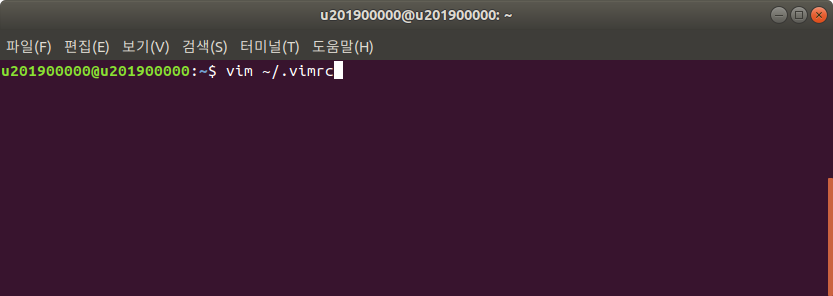 u201900000@u201900000: ~
파일(F) 편집(E) 보기(V) 검색(S) 터미널(T) 도움말(H)
u201900000@u201900000:~$ vim ~/.vimrc